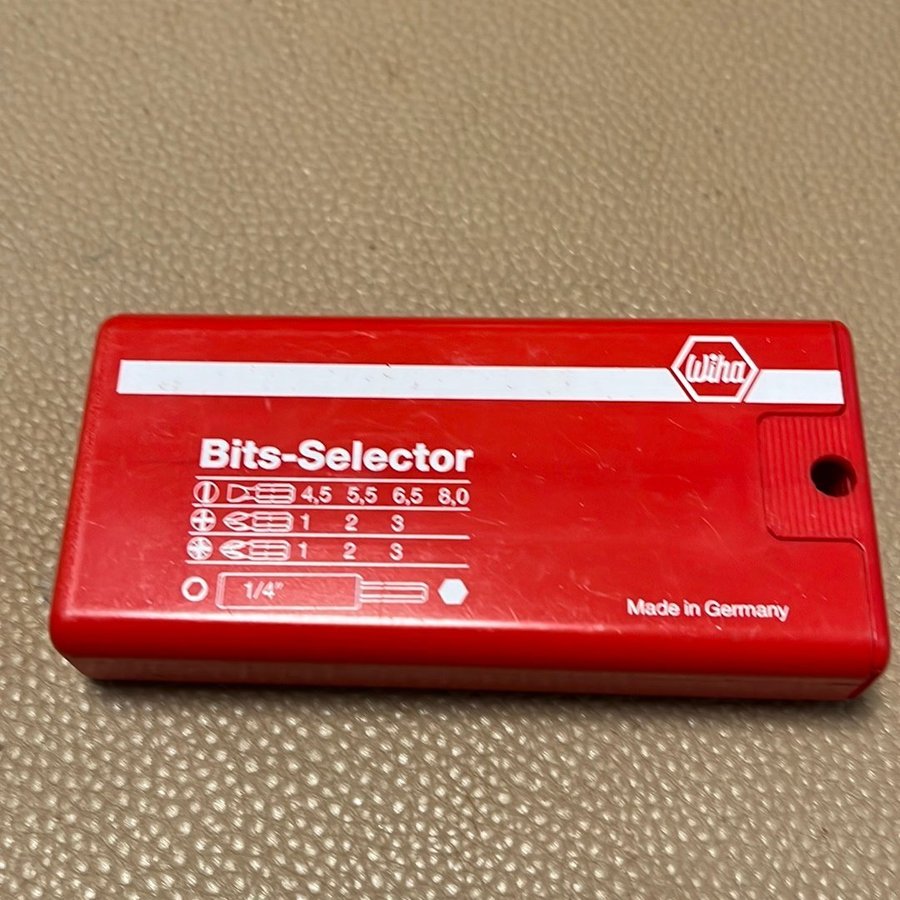 Wiha
Bits-Selector
4,5 5,5 6,5 8,0
1 2 3
1 2 3
1/4"
Made in Germany